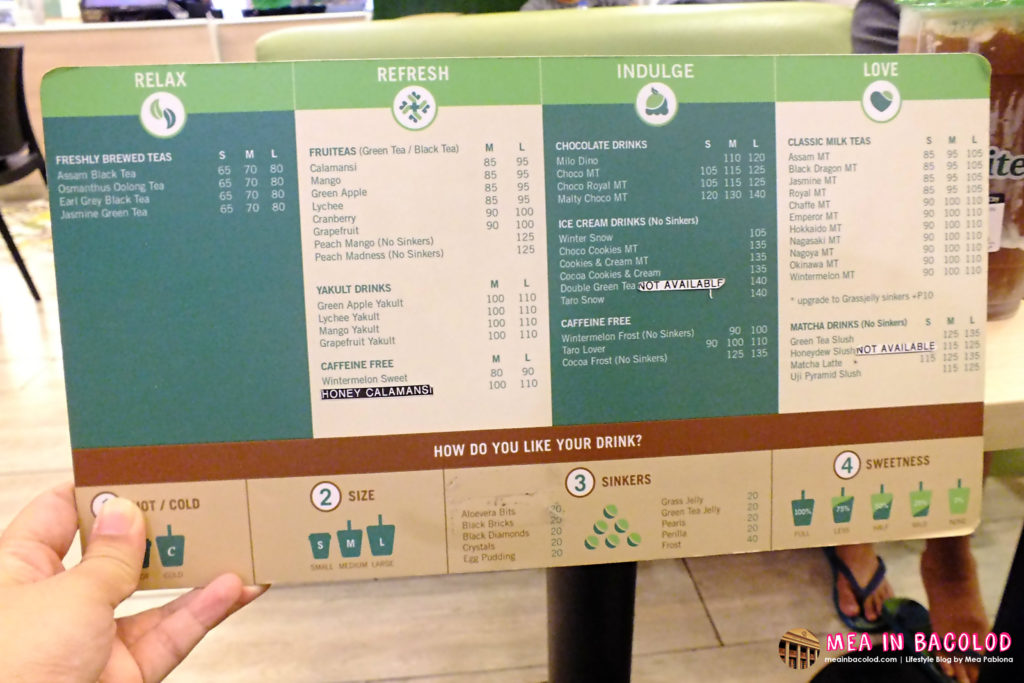 RELAX
FRESHLY BREWED TEAS S M L
Assam Black Tea 65 70 80
Osmanthus Oolong Tea 65 70 80
Earl Grey Black Tea 65 70 80
Jasmine Green Tea 65 70 80
REFRESH
FRUITEAS (Green Tea / Black Tea) M L
Calamansi 85 95
Mango 85 95
Green Apple 85 95
Lychee 85 95
Cranberry 90 100
Grapefruit 90 100
Peach Mango (No Sinkers) 125
Peach Madness (No Sinkers) 125
YAKULT DRINKS M L
Green Apple Yakult 100 110
Lychee Yakult 100 110
Mango Yakult 100 110
Grapefruit Yakult 100 110
CAFFEINE FREE M L
Wintermelon Sweet 80 90
HONEY CALAMANSI 100 110
INDULGE
CHOCOLATE DRINKS S M L
Milo Dino 110 120
Choco MT 105 115 125
Choco Royal MT 105 115 125
Malty Choco MT 120 130 140
ICE CREAM DRINKS (No Sinkers)
Winter Snow 105
Choco Cookies MT 135
Cookies & Cream MT 135
Cocoa Cookies & Cream 135
Double Green Tea NOT AVAILABLE 140
Taro Snow 140
CAFFEINE FREE
Wintermelon Frost (No Sinkers) 90 100
Taro Lover 90 100 110
Cocoa Frost (No Sinkers) 125 135
LOVE
CLASSIC MILK TEAS S M L
Assam MT 85 95 105
Black Dragon MT 85 95 105
Jasmine MT 85 95 105
Royal MT 85 95 105
Chaffe MT 90 100 110
Emperor MT 90 100 110
Hokkaido MT 90 100 110
Nagasaki MT 90 100 110
Nagoya MT 90 100 110
Okinawa MT 90 100 110
Wintermelon MT 90 100 110
* upgrade to Grassjelly sinkers +P10
MATCHA DRINKS (No Sinkers) S M L
Green Tea Slush 125 135
Honeydew Slush NOT AVAILABLE 115 125
Matcha Latte * 115 125 135
Uji Pyramid Slush 115 125
HOW DO YOU LIKE YOUR DRINK?
HOT / COLD
C
COLD
2 SIZE
S M L
SMALL MEDIUM LARGE
3 SINKERS
Aloevera Bits 20
Black Bricks 20
Black Diamonds 20
Crystals 20
Egg Pudding 20
Grass Jelly 20
Green Tea Jelly 20
Pearls 20
Perilla 20
Frost 40
4 SWEETNESS
100% 75% 50%
FULL LESS HALF MILD NONE
ite
MEA IN BACOLOD
meainbacolod.com | Lifestyle Blog by Mea Pablona